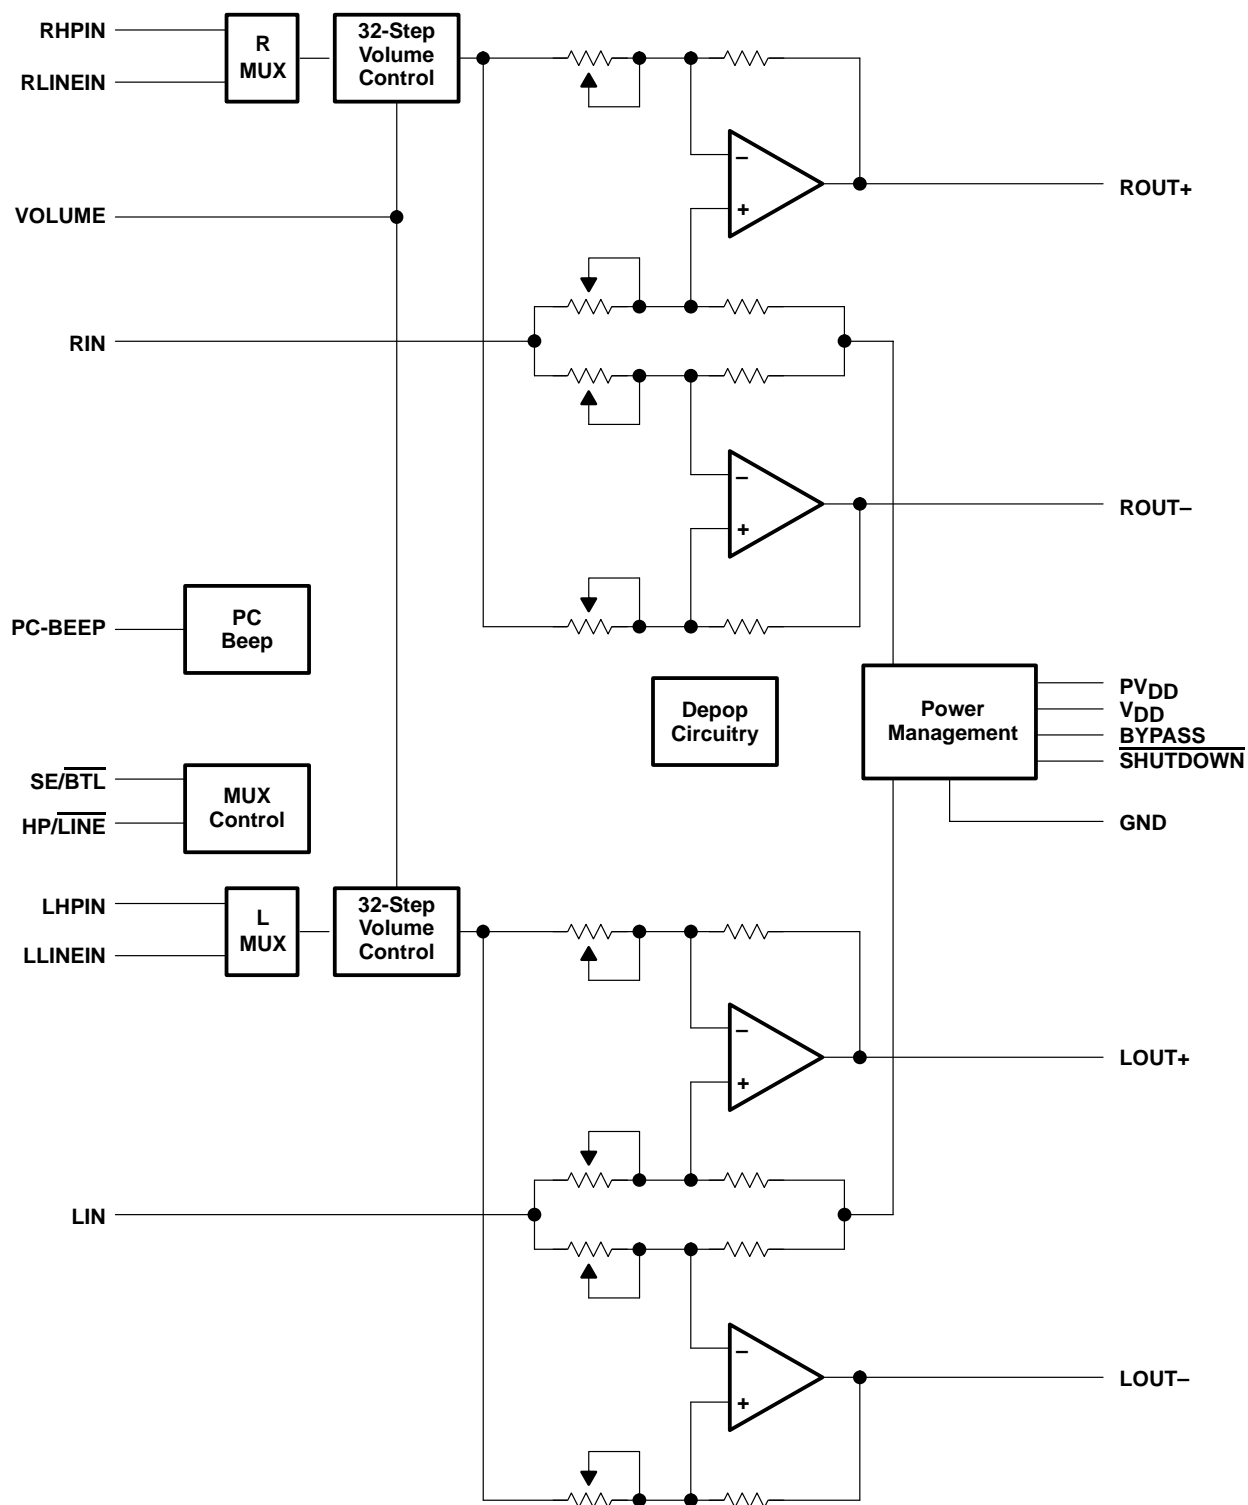 RHPIN
RLINEIN
R
MUX
32-Step
Volume
Control
VOLUME
−
+
ROUT+
RIN
−
+
ROUT−
PC-BEEP
PC
Beep
Depop
Circuitry
Power
Management
PVDD
VDD
BYPASS
SHUTDOWN
GND
SE/BTL
HP/LINE
MUX
Control
LHPIN
LLINEIN
L
MUX
32-Step
Volume
Control
−
+
LOUT+
LIN
−
+
LOUT−